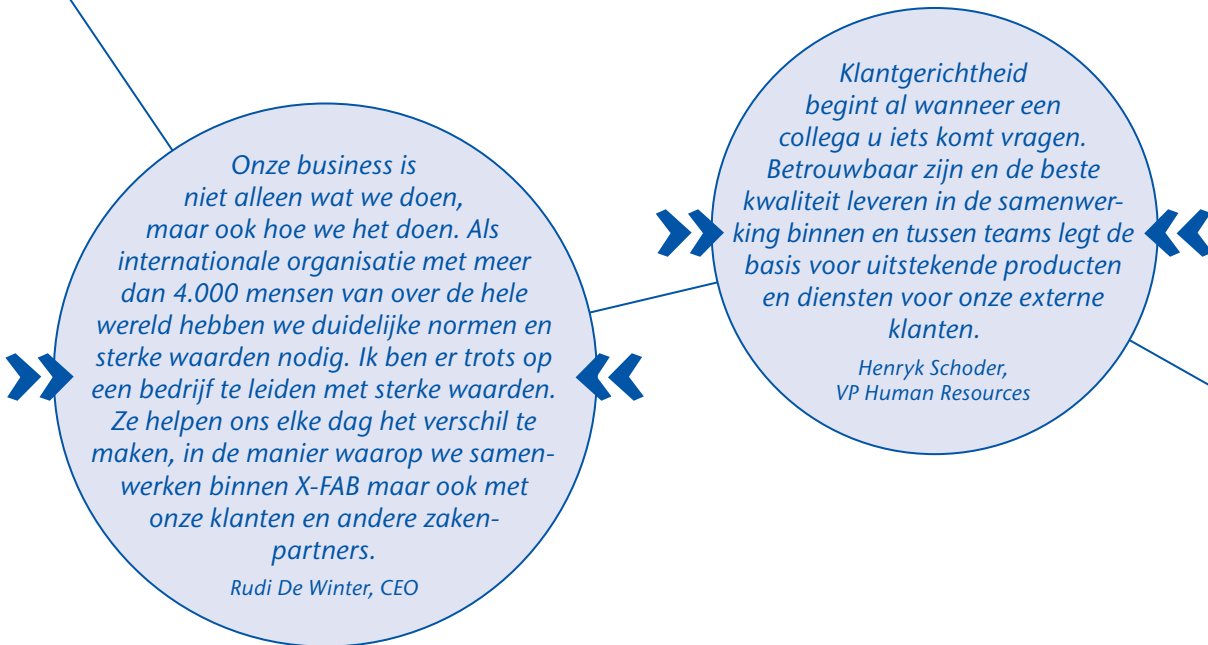 Onze business is
niet alleen wat we doen,
maar ook hoe we het doen. Als
internationale organisatie met meer
dan 4.000 mensen van over de hele
wereld hebben we duidelijke normen en
sterke waarden nodig. Ik ben er trots op
een bedrijf te leiden met sterke waarden.
Ze helpen ons elke dag het verschil te
maken, in de manier waarop we samen-
werken binnen X-FAB maar ook met
onze klanten en andere zaken-
partners.
Rudi De Winter, CEO
Klantgerichtheid
begint al wanneer een
collega u iets komt vragen.
Betrouwbaar zijn en de beste
kwaliteit leveren in de samenwer-
king binnen en tussen teams legt de
basis voor uitstekende producten
en diensten voor onze externe
klanten.
Henryk Schoder,
VP Human Resources